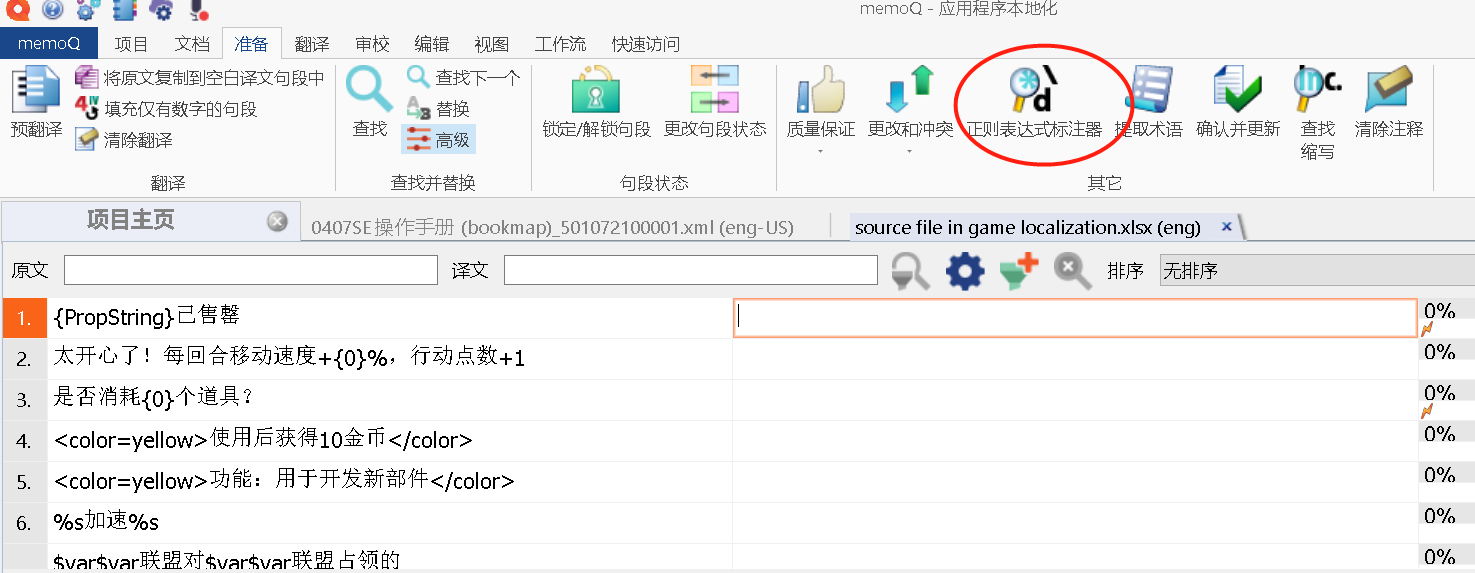 memoQ - 应用程序本地化
memoQ 项目 文档 准备 翻译 审校 编辑 视图 工作流 快速访问
预翻译
将原文复制到空白译文句段中
填充仅有数字的句段
清除翻译
翻译
查找
查找下一个
替换
高级
查找并替换
锁定/解锁句段
更改句段状态
句段状态
质量保证
更改和冲突
正则表达式标注器
提取术语
确认并更新
查找
缩写
清除注释
其它
项目主页 0407SE操作手册 (bookmap)_501072100001.xml (eng-US) source file in game localization.xlsx (eng)
原文 译文 排序 无排序
1. {PropString}已售罄 0%
2. 太开心了！每回合移动速度+{0}%，行动点数+1 0%
3. 是否消耗{0}个道具？ 0%
4. <color=yellow>使用后获得10金币</color> 0%
5. <color=yellow>功能：用于开发新部件</color> 0%
6. %s加速%s 0%
$var$var联盟对$var$var联盟占领的 0%